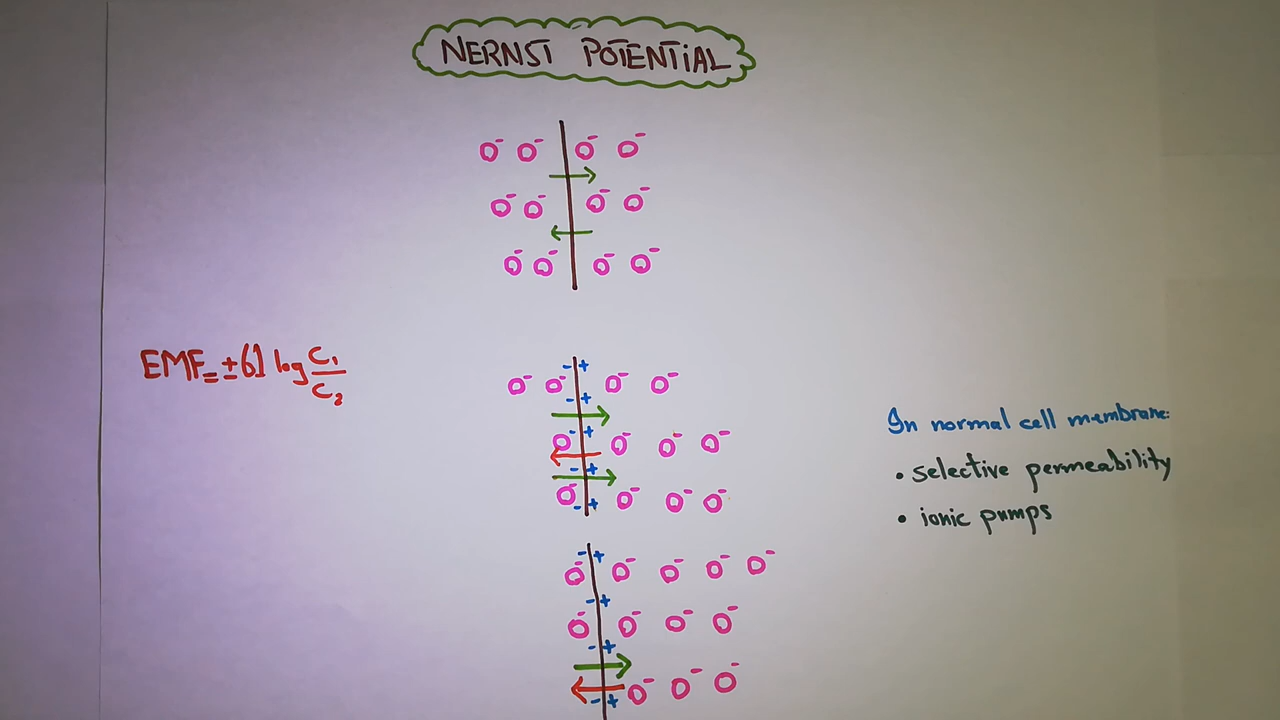 NERNST POTENTIAL
EMF = ±61 log C₁/C₂
In normal cell membrane:
• selective permeability
• ionic pumps